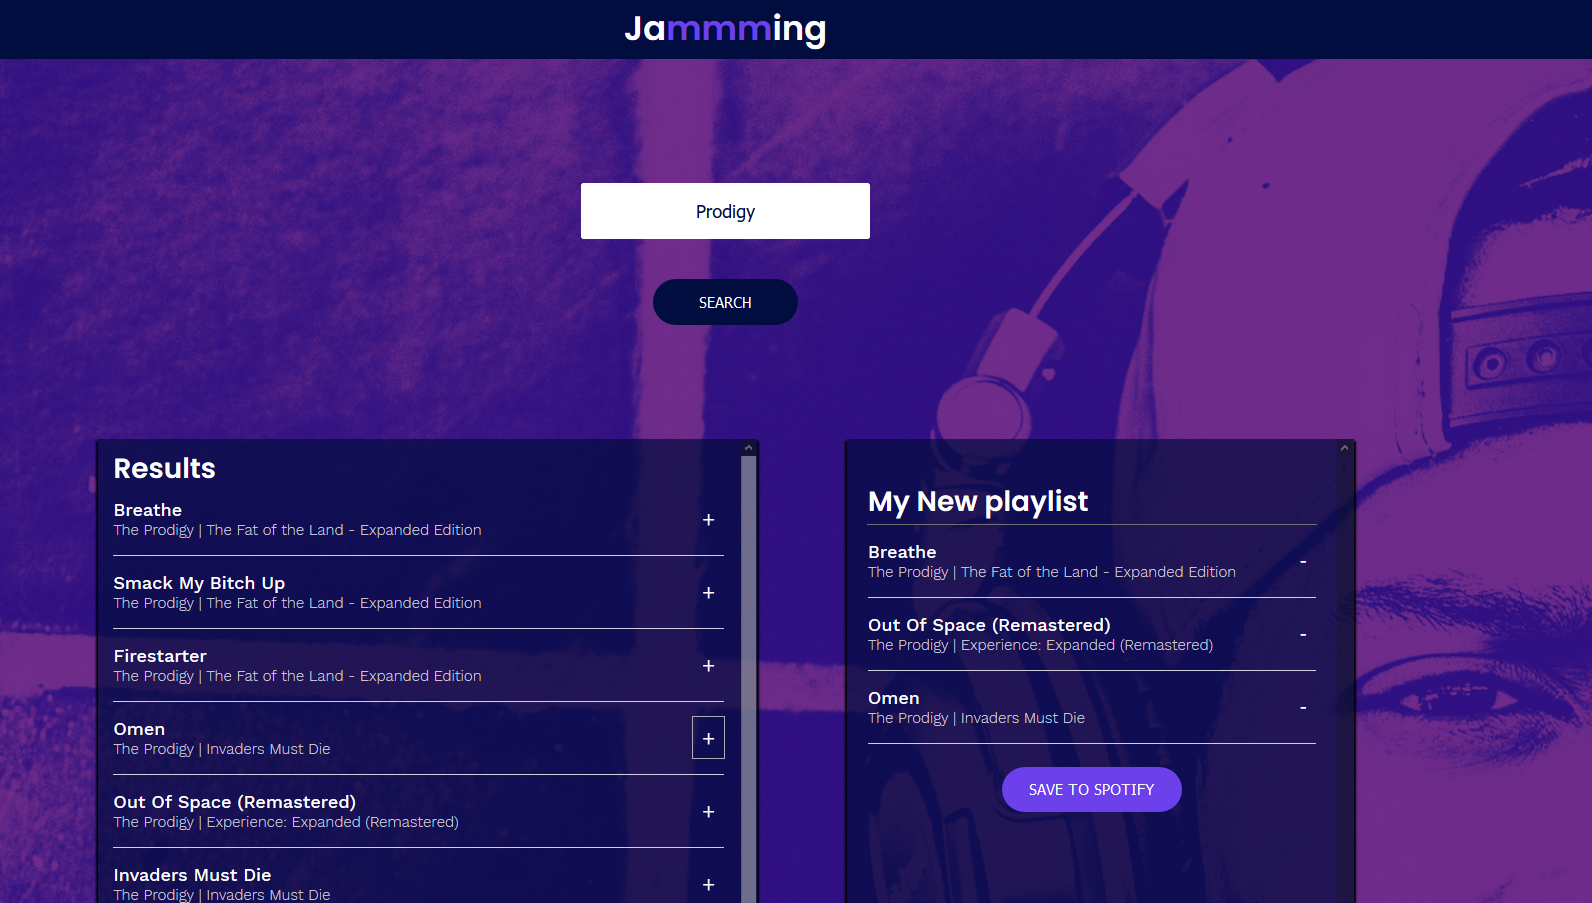 Jammming
Prodigy
SEARCH
Results
Breathe
The Prodigy | The Fat of the Land - Expanded Edition
+
Smack My Bitch Up
The Prodigy | The Fat of the Land - Expanded Edition
+
Firestarter
The Prodigy | The Fat of the Land - Expanded Edition
+
Omen
The Prodigy | Invaders Must Die
+
Out Of Space (Remastered)
The Prodigy | Experience: Expanded (Remastered)
+
Invaders Must Die
The Prodigy | Invaders Must Die
+
My New playlist
Breathe
The Prodigy | The Fat of the Land - Expanded Edition
-
Out Of Space (Remastered)
The Prodigy | Experience: Expanded (Remastered)
-
Omen
The Prodigy | Invaders Must Die
-
SAVE TO SPOTIFY